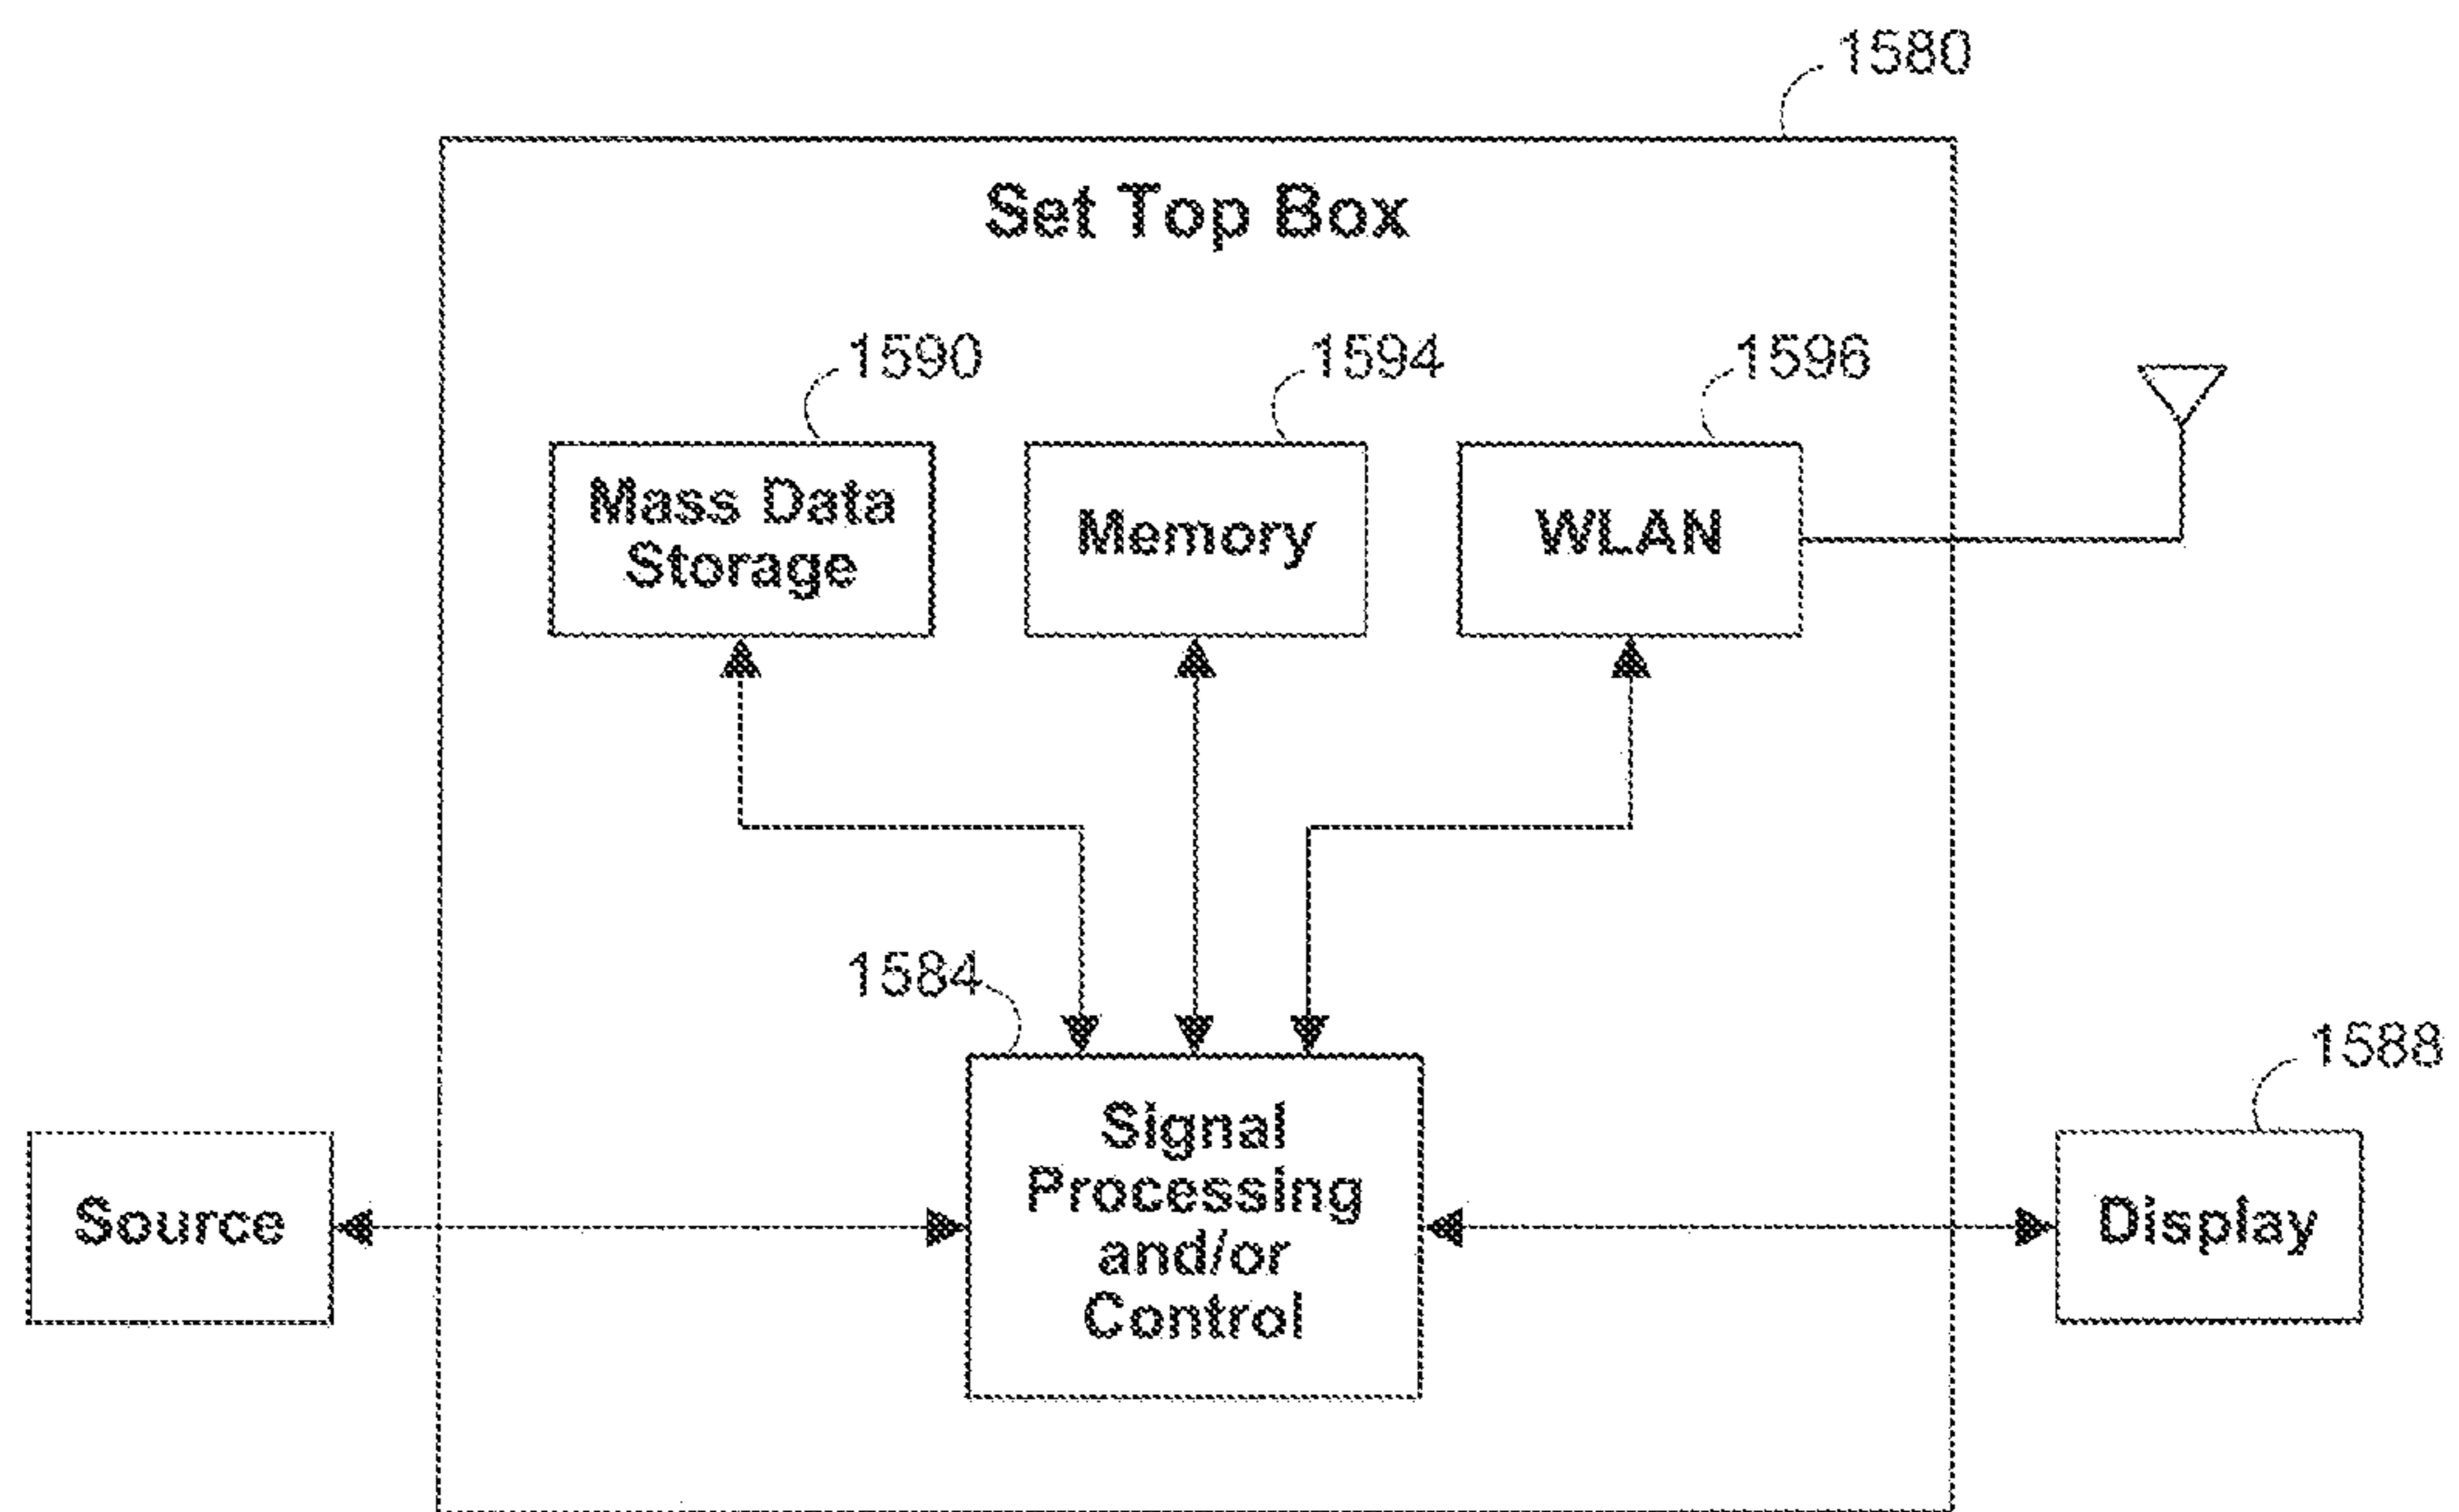 1580
Set Top Box
1590
1594
1596
Mass Data
Storage
Memory
WLAN
1584
1588
Signal
Processing
and/or
Control
Source
Display